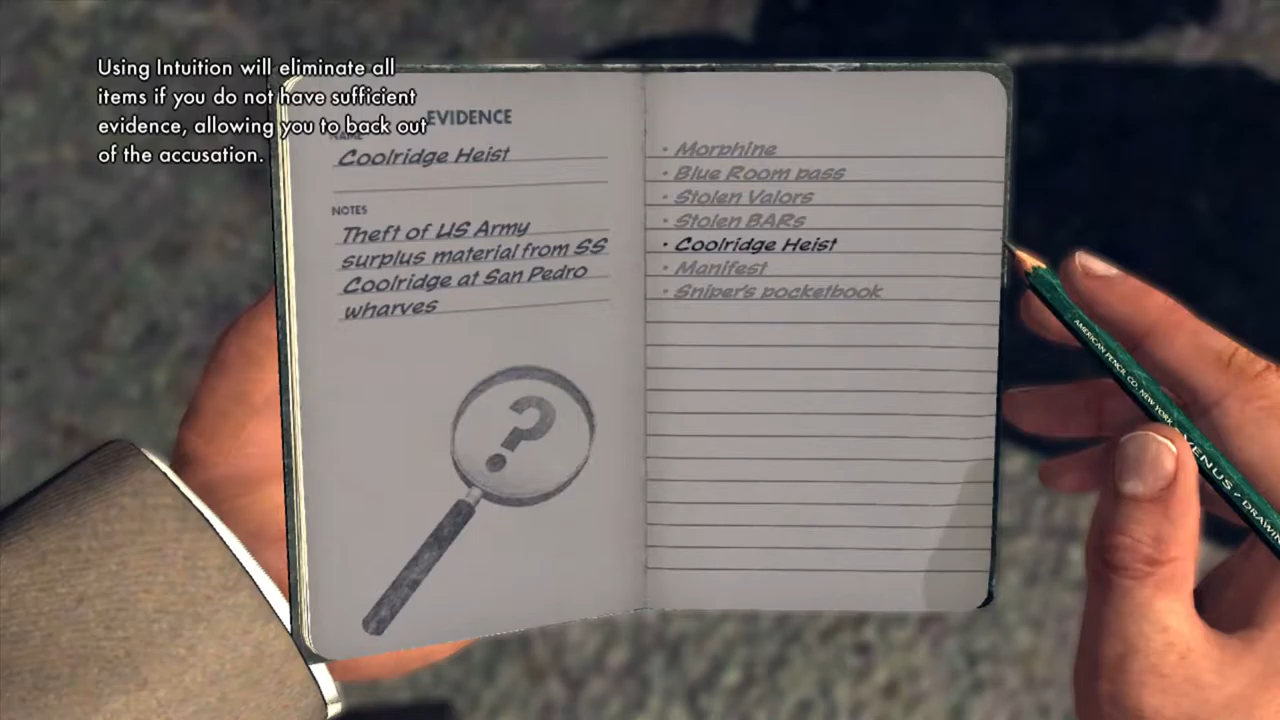 Using Intuition will eliminate all
items if you do not have sufficient
evidence, allowing you to back out
of the accusation.
EVIDENCE
NAME
Coolridge Heist
NOTES
Theft of US Army
surplus material from SS
Coolridge at San Pedro
wharves
?
• Morphine
• Blue Room pass
• Stolen Valors
• Stolen BARs
• Coolridge Heist
• Manifest
• Sniper's pocketbook
AMERICAN PENCIL CO. NEW YORK
VENUS / DRAWIN